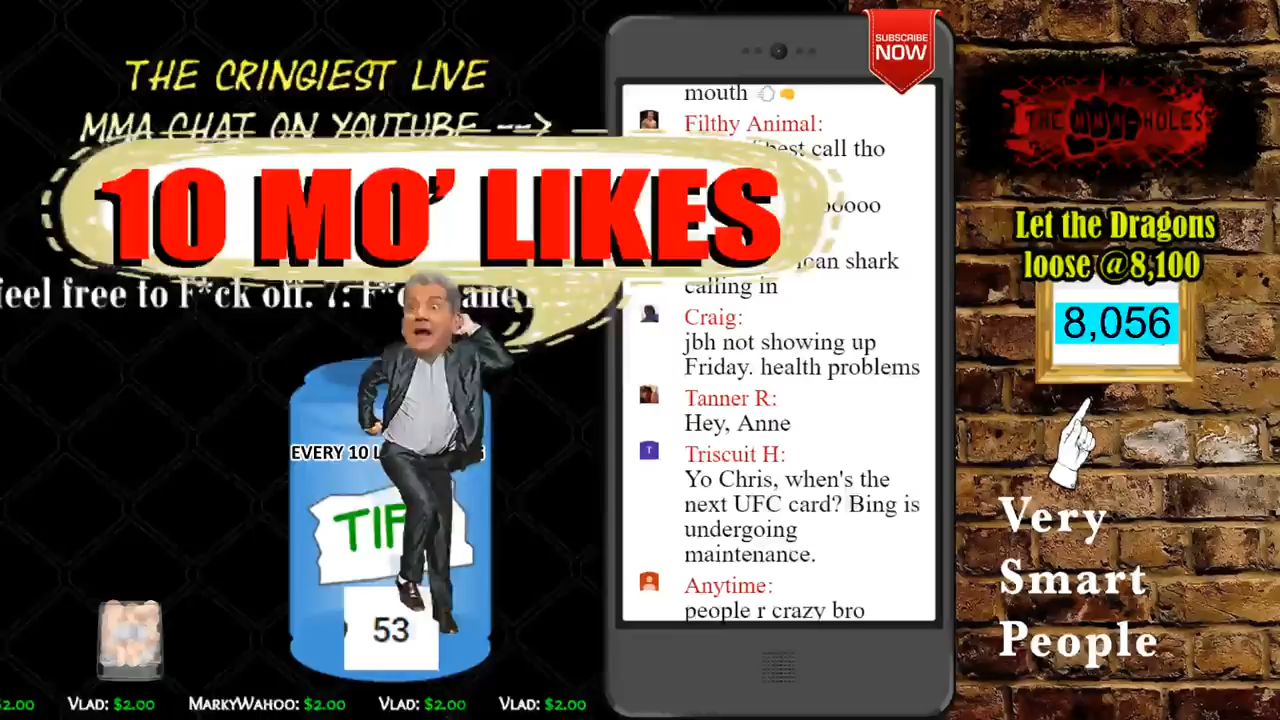 THE CRINGIEST LIVE
MMA CHAT ON YOUTUBE -->
10 MO' LIKES
feel free to F*ck off. 7:
EVERY 10
TIP
53
$2.00 VLAD: $2.00 MARKYWAHOO: $2.00 VLAD: $2.00 VLAD: $2.00
SUBSCRIBE
NOW
mouth 💨👊
Filthy Animal:
best call tho
calling in
Craig:
jbh not showing up
Friday. health problems
Tanner R:
Hey, Anne
T
Triscuit H:
Yo Chris, when's the
next UFC card? Bing is
undergoing
maintenance.
Anytime:
people r crazy bro
THE MMA-HOLES
Let the Dragons
loose @8,100
8,056
Very
Smart
People